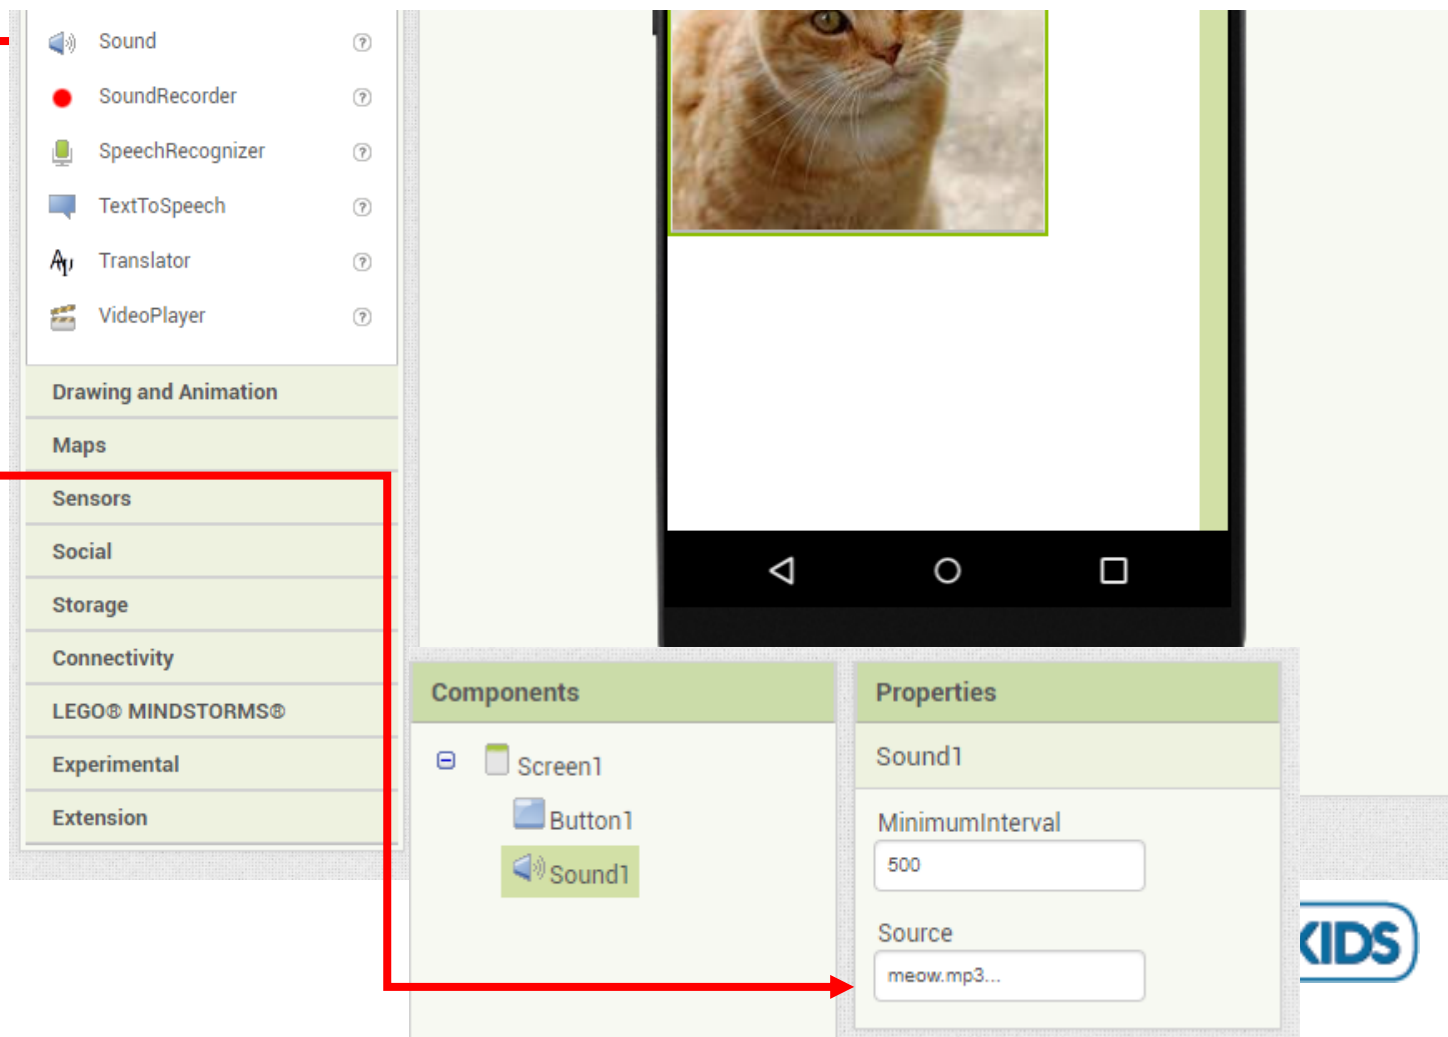 Sound
SoundRecorder
SpeechRecognizer
TextToSpeech
Translator
VideoPlayer
Drawing and Animation
Maps
Sensors
Social
Storage
Connectivity
LEGO® MINDSTORMS®
Experimental
Extension
Components
Screen1
Button1
Sound1
Properties
Sound1
MinimumInterval
500
Source
meow.mp3...
KIDS